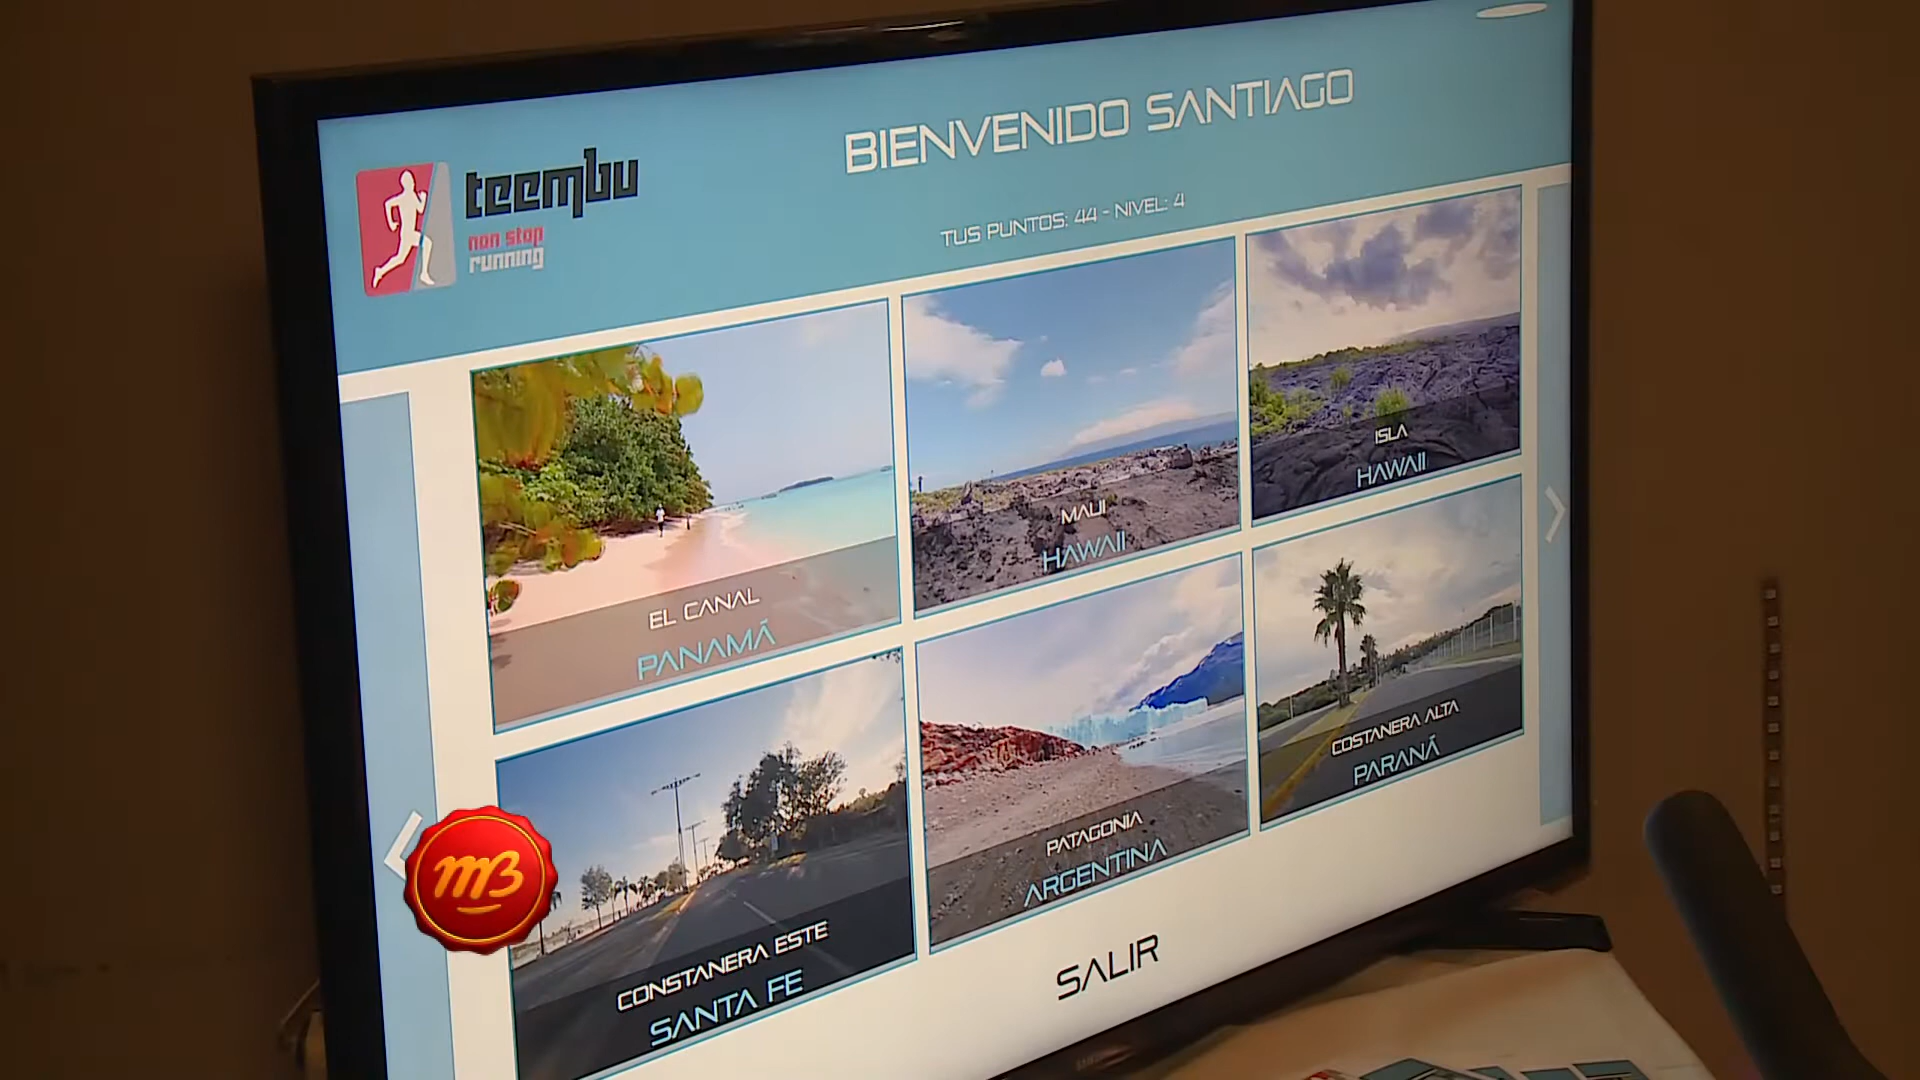 BIENVENIDO SANTIAGO
teembu
non stop
running
TUS PUNTOS: 44 - NIVEL: 4
EL CANAL
PANAMÁ
MAUI
HAWAII
ISLA
HAWAII
CONSTANERA ESTE
SANTA FE
PATAGONIA
ARGENTINA
COSTANERA ALTA
PARANÁ
SALIR
MB